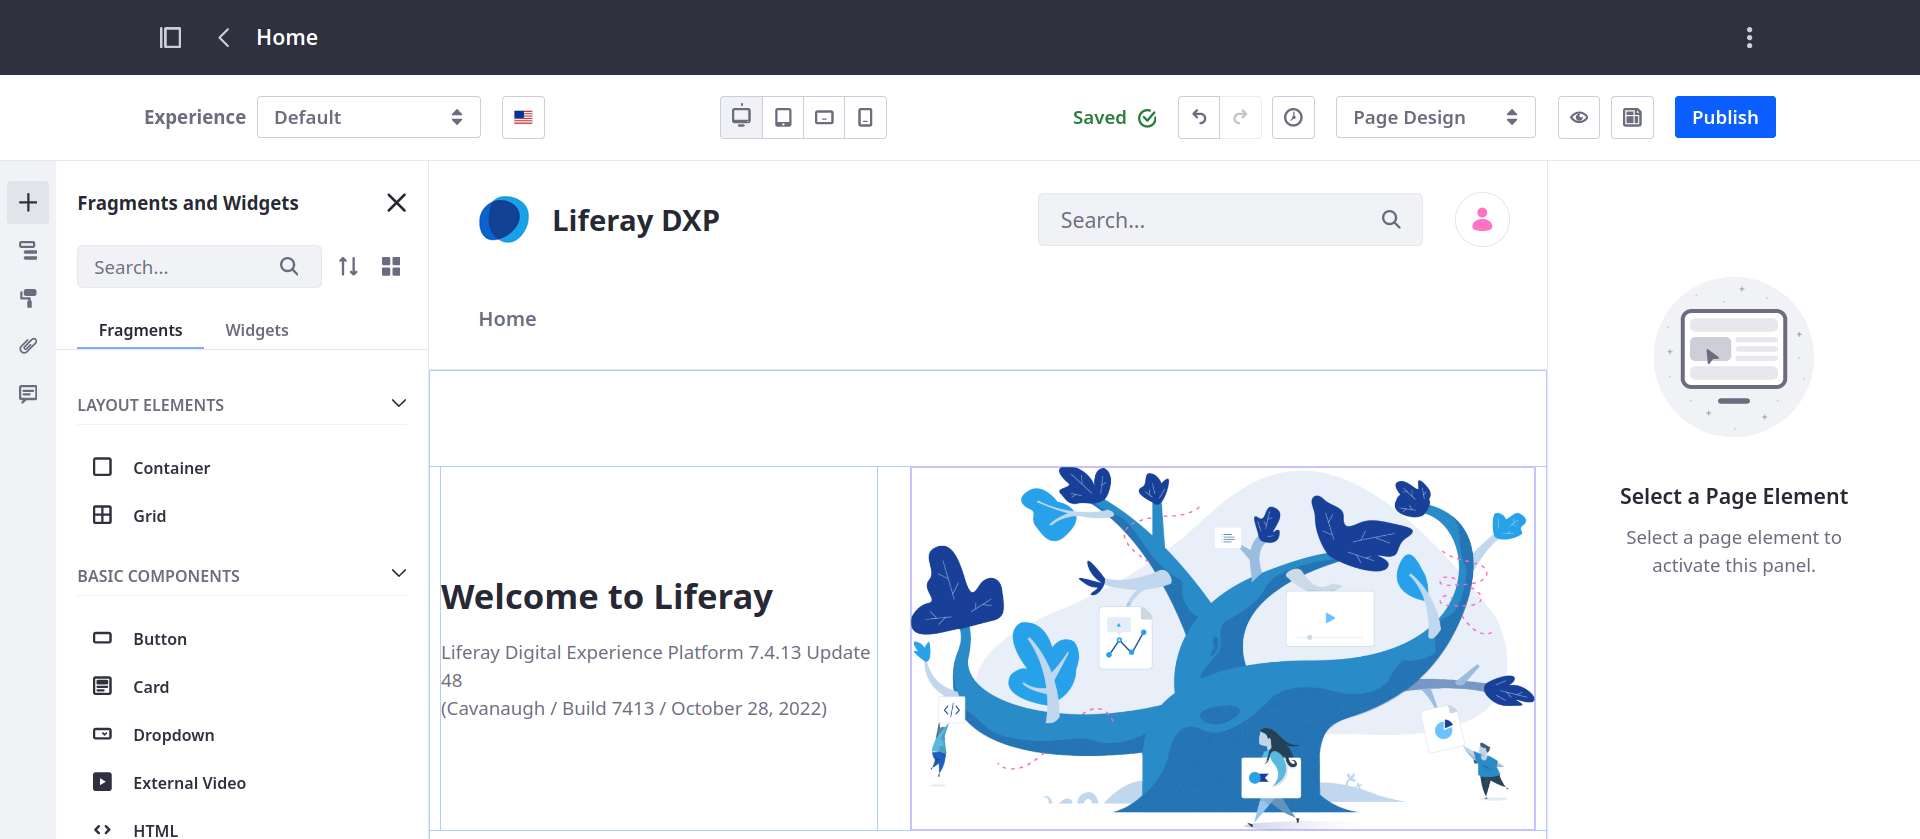 Home
Experience
Default
Saved
Page Design
Publish
Fragments and Widgets
Search...
Fragments
Widgets
LAYOUT ELEMENTS
Container
Grid
BASIC COMPONENTS
Button
Card
Dropdown
External Video
HTML
Liferay DXP
Search...
Home
Welcome to Liferay
Liferay Digital Experience Platform 7.4.13 Update
48
(Cavanaugh / Build 7413 / October 28, 2022)
</>
Select a Page Element
Select a page element to
activate this panel.